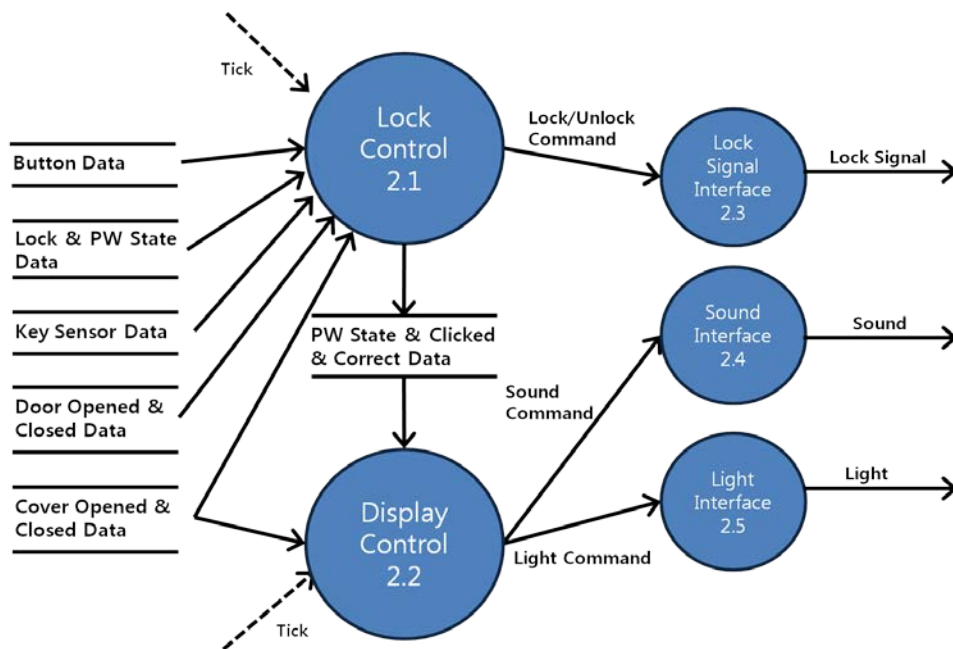 Tick
Button Data
Lock & PW State
Data
Key Sensor Data
Door Opened &
Closed Data
Cover Opened &
Closed Data
Lock
Control
2.1
PW State & Clicked
& Correct Data
Display
Control
2.2
Tick
Lock/Unlock
Command
Sound
Command
Light Command
Lock
Signal
Interface
2.3
Sound
Interface
2.4
Light
Interface
2.5
Lock Signal
Sound
Light